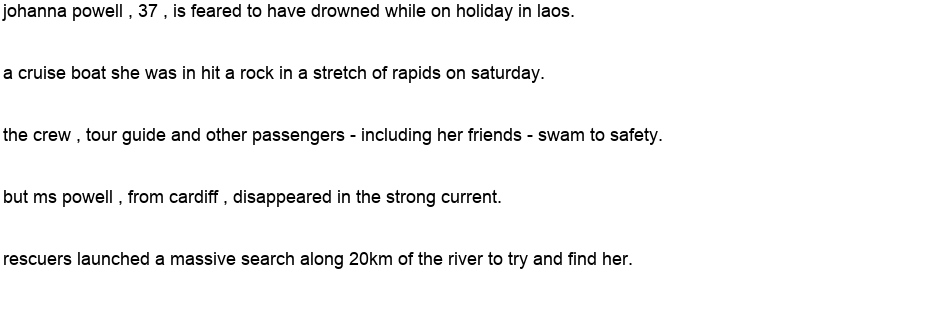 johanna powell , 37 , is feared to have drowned while on holiday in laos.
a cruise boat she was in hit a rock in a stretch of rapids on saturday.
the crew , tour guide and other passengers - including her friends - swam to safety.
but ms powell , from cardiff , disappeared in the strong current.
rescuers launched a massive search along 20km of the river to try and find her.